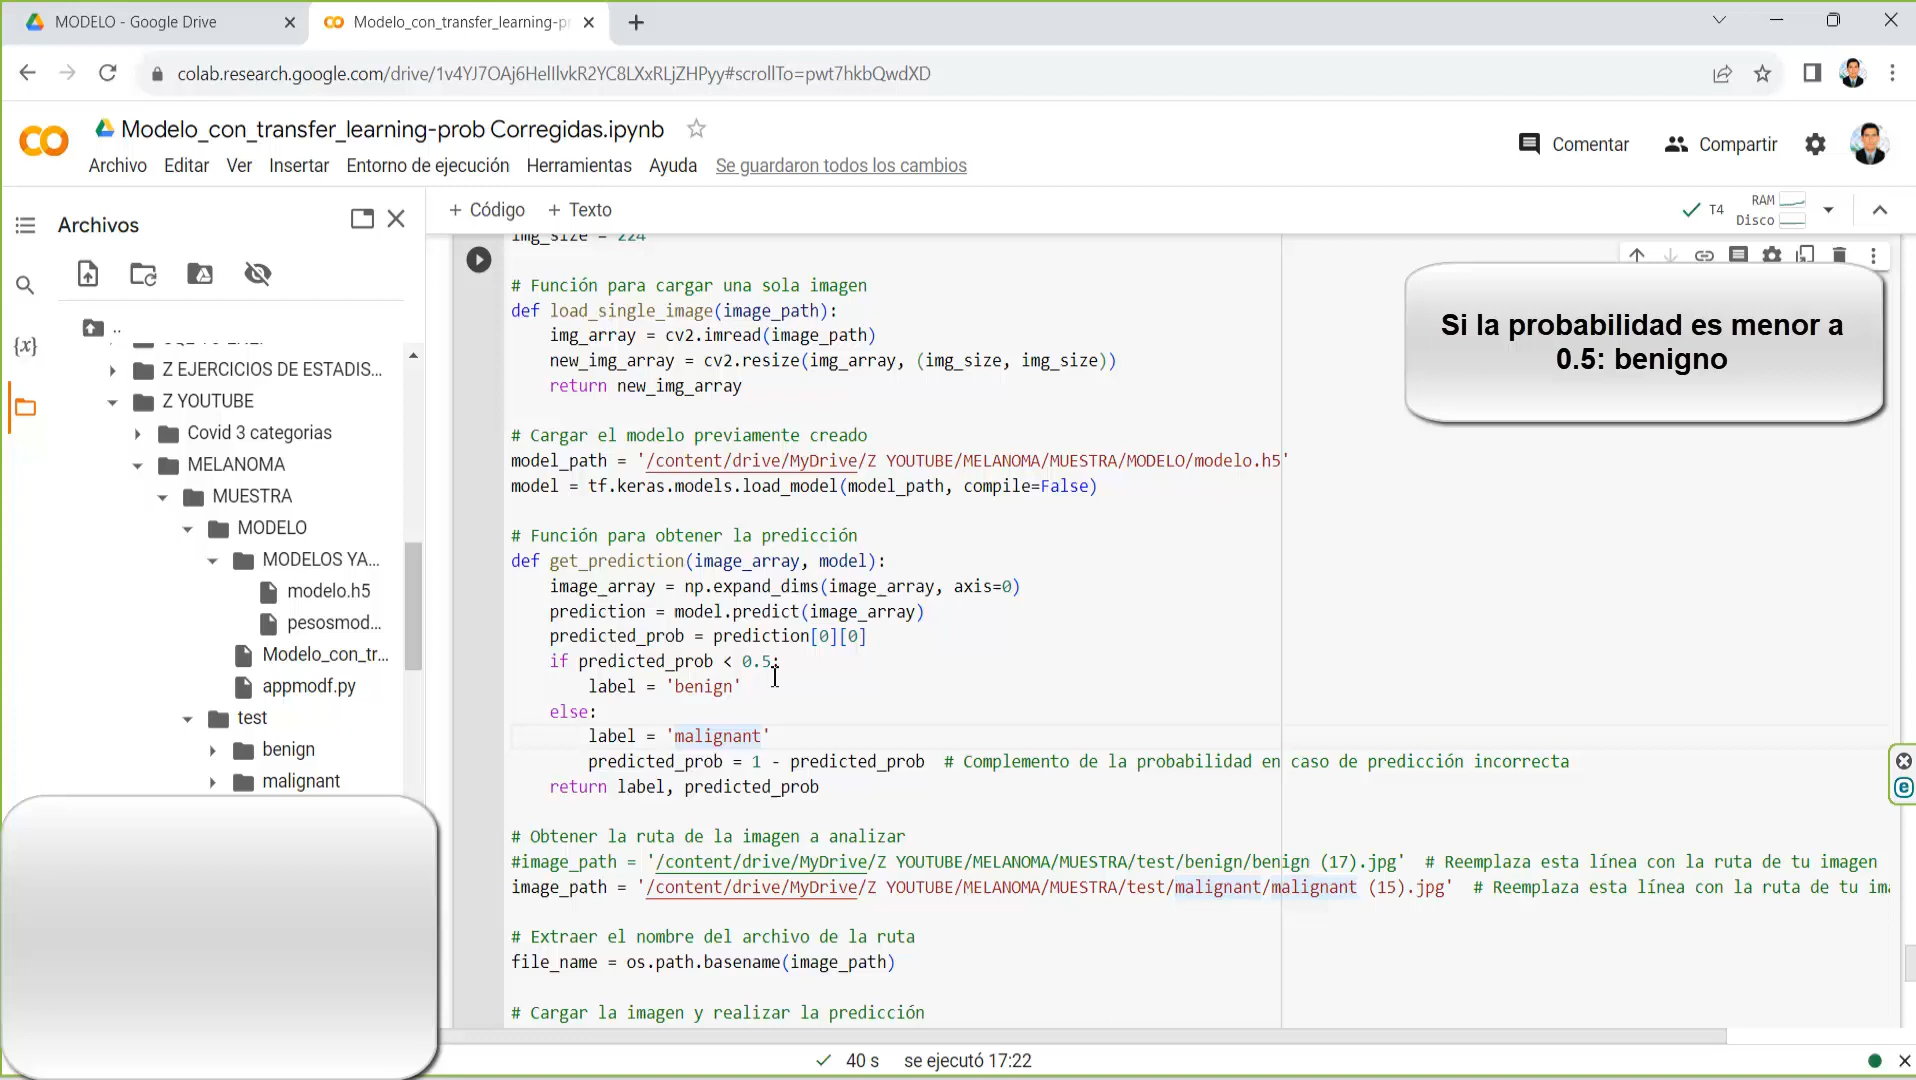 MODELO - Google Drive
Modelo_con_transfer_learning-pr
colab.research.google.com/drive/1v4YJ7OAj6HelIlvkR2YC8LXxRLjZHPyy#scrollTo=pwt7hkbQwdXD
Modelo_con_transfer_learning-prob Corregidas.ipynb
Comentar
Compartir
Archivo Editar Ver Insertar Entorno de ejecución Herramientas Ayuda Se guardaron todos los cambios
Archivos
+ Código + Texto
T4
RAM
Disco
..
Z EJERCICIOS DE ESTADIS...
Z YOUTUBE
Covid 3 categorias
MELANOMA
MUESTRA
MODELO
MODELOS YA...
modelo.h5
pesosmod...
Modelo_con_tr...
appmodf.py
test
benign
malignant
{x}
img_size = 224
# Función para cargar una sola imagen
def load_single_image(image_path):
    img_array = cv2.imread(image_path)
    new_img_array = cv2.resize(img_array, (img_size, img_size))
    return new_img_array
# Cargar el modelo previamente creado
model_path = '/content/drive/MyDrive/Z YOUTUBE/MELANOMA/MUESTRA/MODELO/modelo.h5'
model = tf.keras.models.load_model(model_path, compile=False)
# Función para obtener la predicción
def get_prediction(image_array, model):
    image_array = np.expand_dims(image_array, axis=0)
    prediction = model.predict(image_array)
    predicted_prob = prediction[0][0]
    if predicted_prob < 0.5:
        label = 'benign'
    else:
        label = 'malignant'
        predicted_prob = 1 - predicted_prob  # Complemento de la probabilidad en caso de predicción incorrecta
    return label, predicted_prob
# Obtener la ruta de la imagen a analizar
#image_path = '/content/drive/MyDrive/Z YOUTUBE/MELANOMA/MUESTRA/test/benign/benign (17).jpg'  # Reemplaza esta línea con la ruta de tu imagen
image_path = '/content/drive/MyDrive/Z YOUTUBE/MELANOMA/MUESTRA/test/malignant/malignant (15).jpg'  # Reemplaza esta línea con la ruta de tu ima
# Extraer el nombre del archivo de la ruta
file_name = os.path.basename(image_path)
# Cargar la imagen y realizar la predicción
Si la probabilidad es menor a
0.5: benigno
40 s se ejecutó 17:22